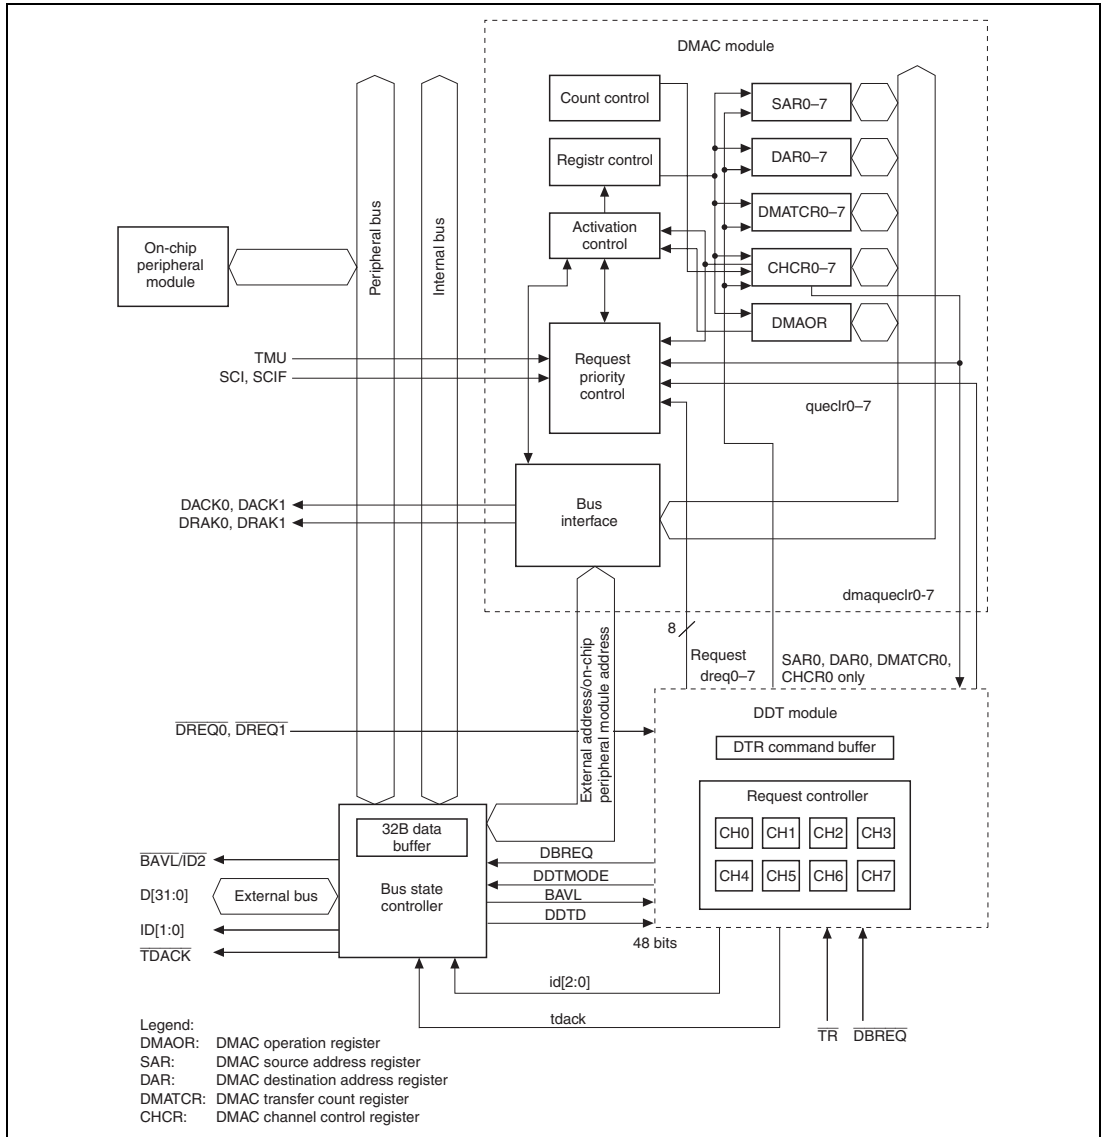 DMAC module
Count control
SAR0–7
Registr control
DAR0–7
DMATCR0–7
Activation
control
CHCR0–7
DMAOR
On-chip
peripheral
module
Peripheral bus
Internal bus
TMU
SCI, SCIF
Request
priority
control
queclr0–7
DACK0, DACK1
DRAK0, DRAK1
Bus
interface
dmaqueclr0-7
8
Request
dreq0–7
SAR0, DAR0, DMATCR0,
CHCR0 only
External address/on-chip
peripheral module address
DREQ0, DREQ1
DDT module
DTR command buffer
Request controller
CH0 CH1 CH2 CH3
CH4 CH5 CH6 CH7
32B data
buffer
Bus state
controller
BAVL/ID2
D[31:0]
External bus
ID[1:0]
TDACK
DBREQ
DDTMODE
BAVL
DDTD
48 bits
id[2:0]
tdack
TR
DBREQ
Legend:
DMAOR: DMAC operation register
SAR: DMAC source address register
DAR: DMAC destination address register
DMATCR: DMAC transfer count register
CHCR: DMAC channel control register